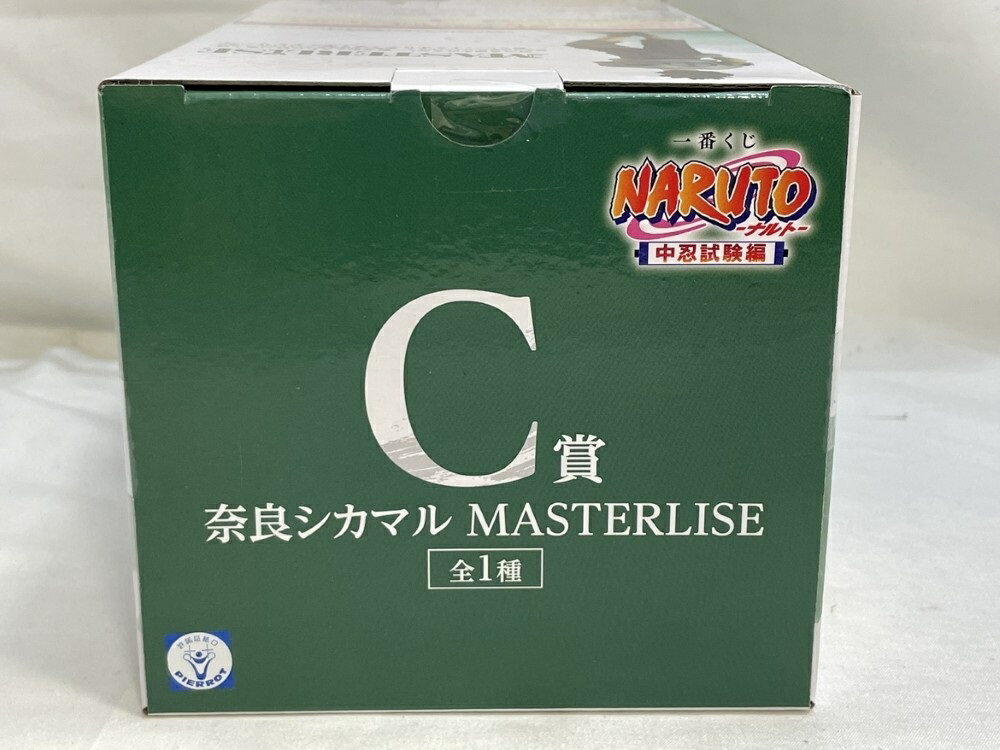 一番くじ
NARUTO
-ナルト-
中忍試験編
C賞
奈良シカマル MASTERLISE
全1種
PIERROT